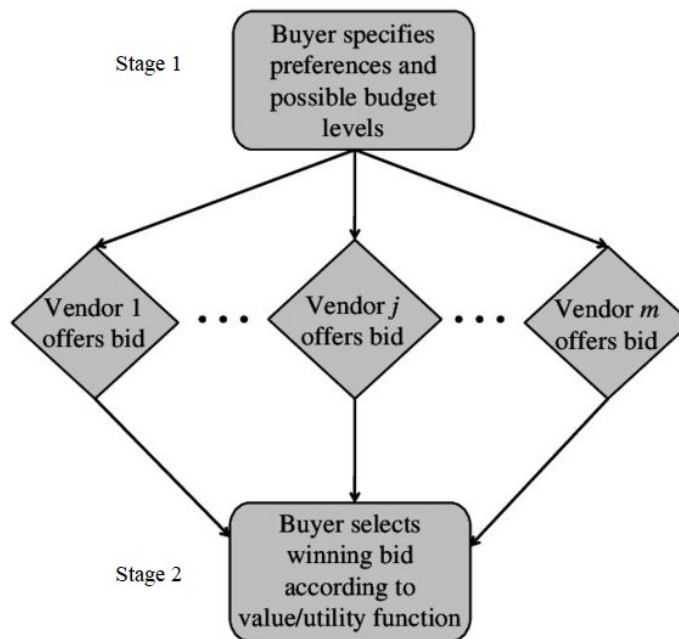 Stage 1
Buyer specifies
preferences and
possible budget
levels
Vendor 1
offers bid
• • •
Vendor j
offers bid
• • •
Vendor m
offers bid
Stage 2
Buyer selects
winning bid
according to
value/utility function